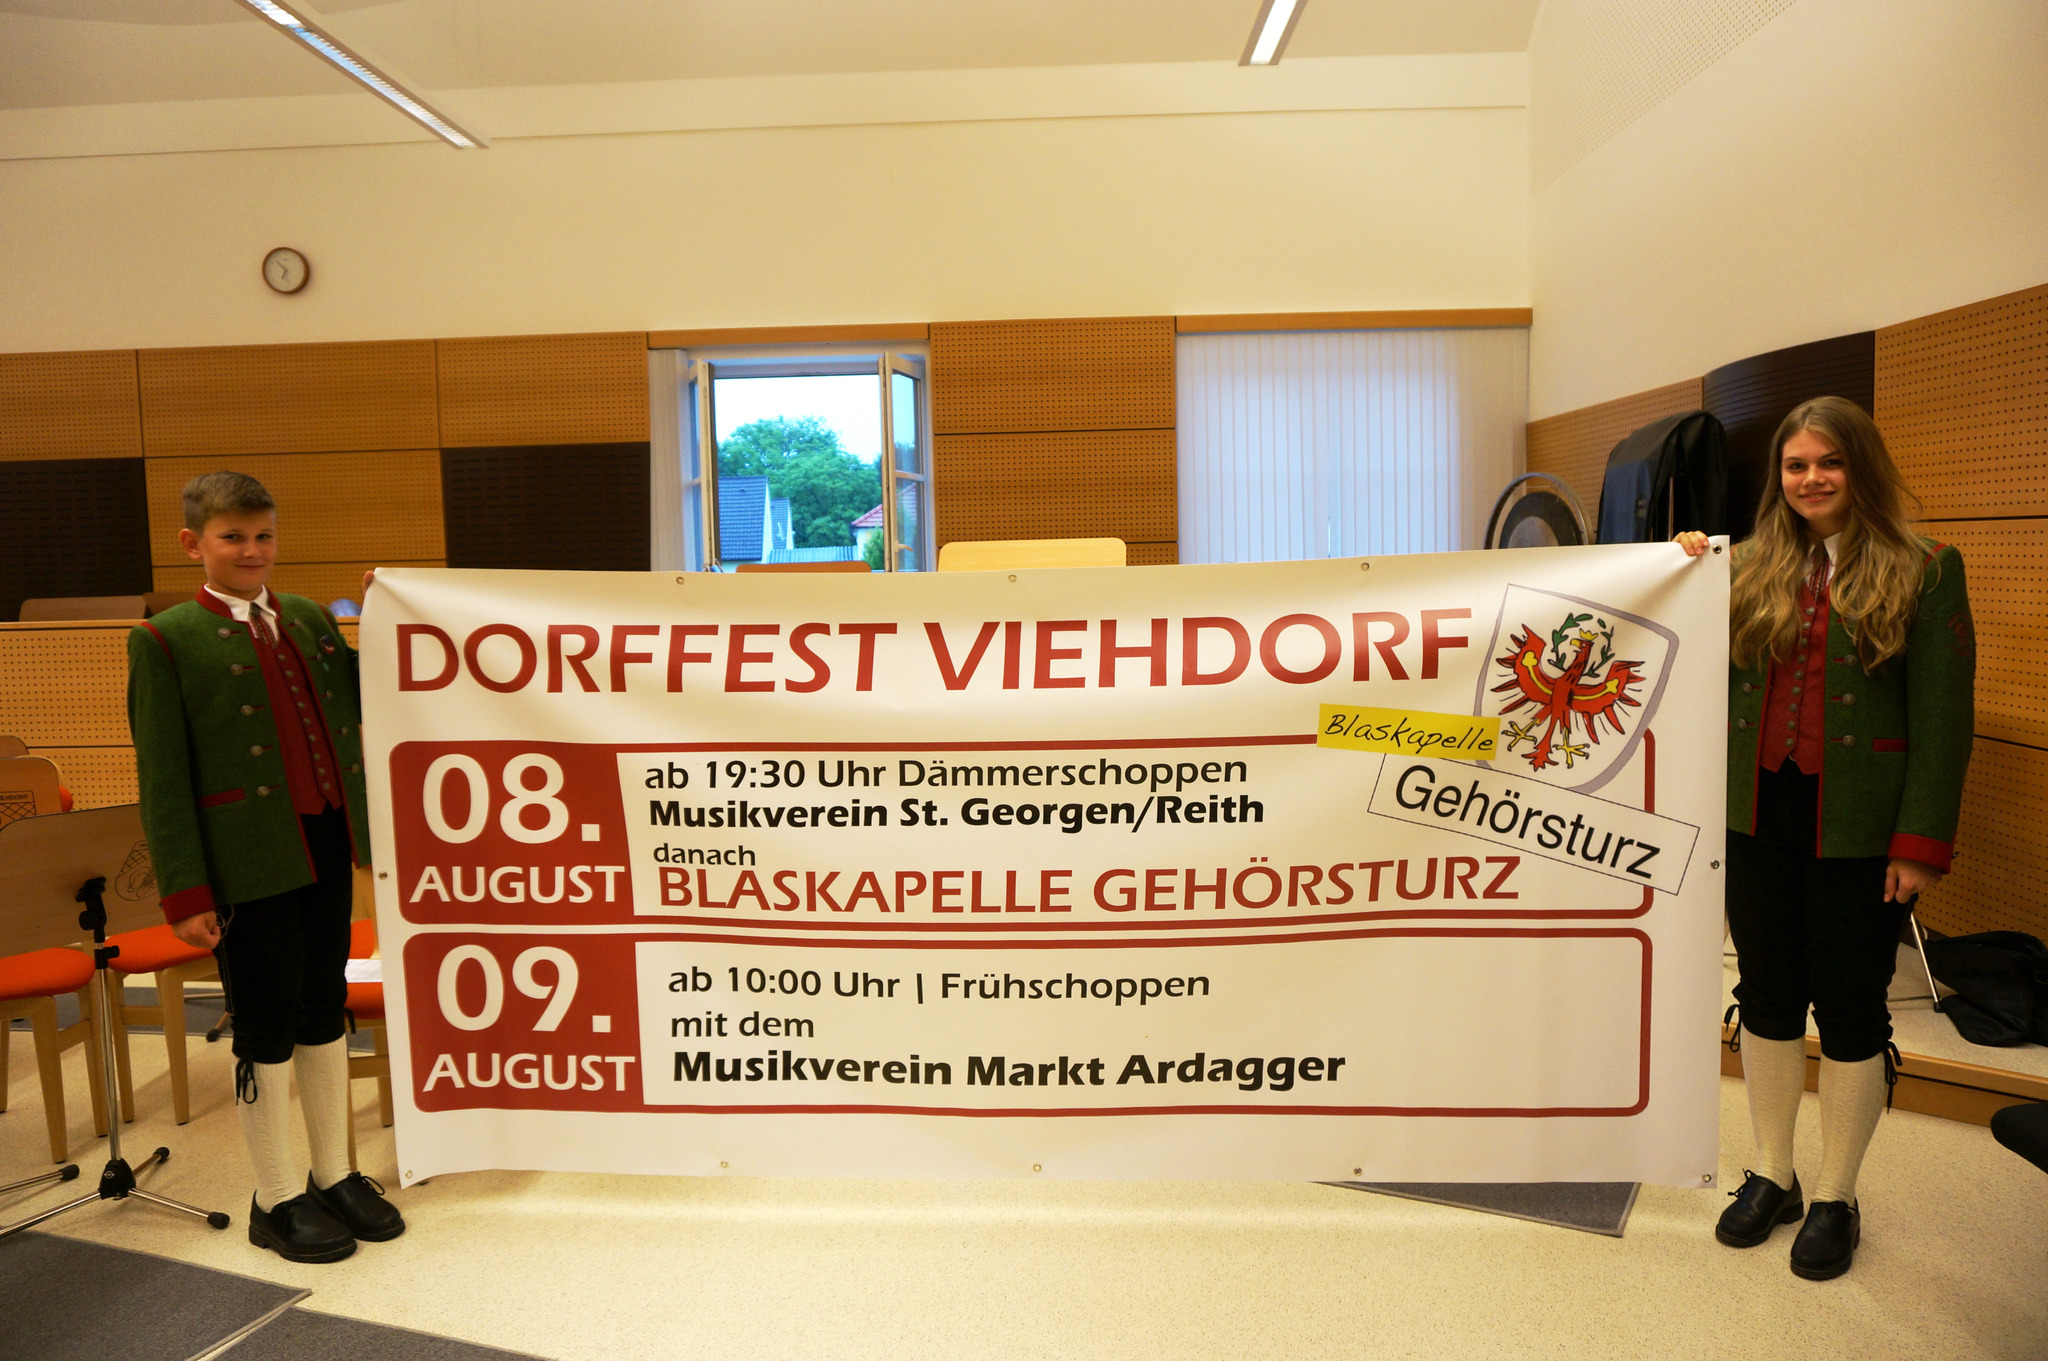 DORFFEST VIEHDORF
08.
AUGUST
ab 19:30 Uhr Dämmerschoppen
Musikverein St. Georgen/Reith
danach
BLASKAPELLE GEHÖRSTURZ
Blaskapelle
Gehörsturz
09.
AUGUST
ab 10:00 Uhr | Frühschoppen
mit dem
Musikverein Markt Ardagger